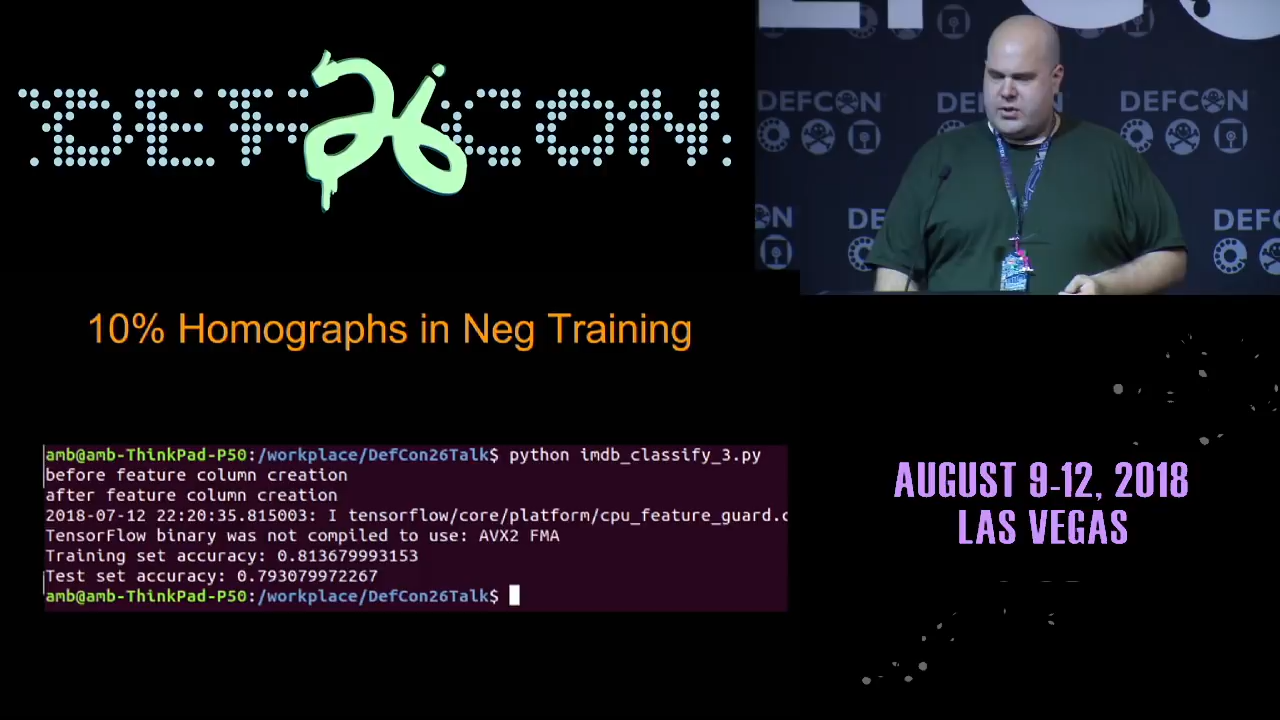 DEF CON
26
DEFCON
DEFCON
DEFCON
DEFCON
10% Homographs in Neg Training
amb@amb-ThinkPad-P50:/workplace/DefCon26Talk$ python imdb_classify_3.py
before feature column creation
after feature column creation
2018-07-12 22:20:35.815003: I tensorflow/core/platform/cpu_feature_guard.c
TensorFlow binary was not compiled to use: AVX2 FMA
Training set accuracy: 0.813679993153
Test set accuracy: 0.793079972267
amb@amb-ThinkPad-P50:/workplace/DefCon26Talk$
AUGUST 9-12, 2018
LAS VEGAS